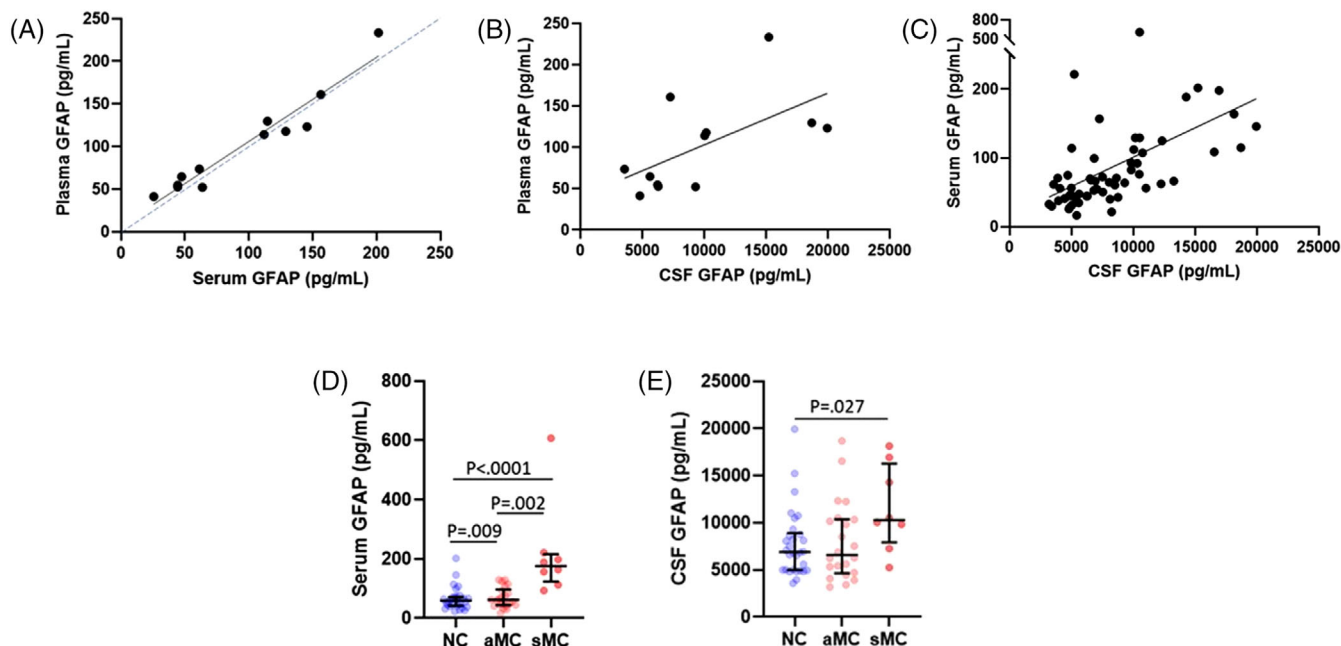 (A)
Plasma GFAP (pg/mL)
250
200
150
100
50
0
0 50 100 150 200 250
Serum GFAP (pg/mL)
(B)
Plasma GFAP (pg/mL)
250
200
150
100
50
0
0 5000 10000 15000 20000 25000
CSF GFAP (pg/mL)
(C)
Serum GFAP (pg/mL)
800
500
200
100
0
0 5000 10000 15000 20000 25000
CSF GFAP (pg/mL)
(D)
Serum GFAP (pg/mL)
800
600
400
200
0
P<.0001
P=.002
P=.009
NC aMC sMC
(E)
CSF GFAP (pg/mL)
25000
20000
15000
10000
5000
0
P=.027
NC aMC sMC